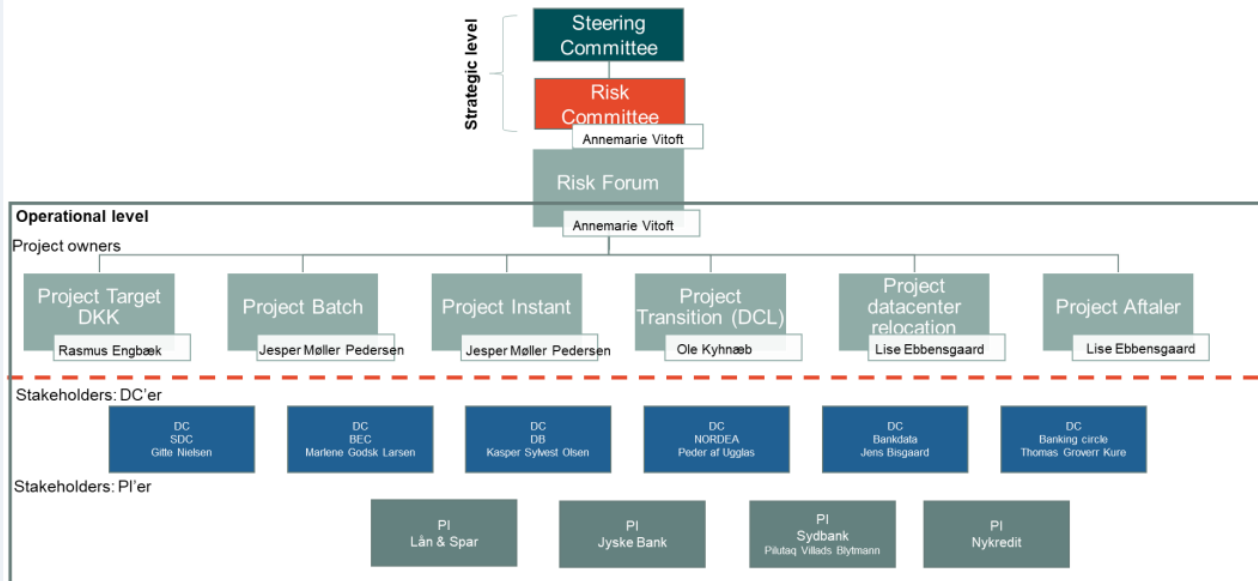 Strategic level
Steering
Committee
Risk
Committee
Annemarie Vitoft
Risk Forum
Annemarie Vitoft
Operational level
Project owners
Project Target
DKK
Rasmus Engbæk
Project Batch
Jesper Møller Pedersen
Project Instant
Jesper Møller Pedersen
Project
Transition (DCL)
Ole Kyhnæb
Project
datacenter
relocation
Lise Ebbensgaard
Project Aftaler
Lise Ebbensgaard
Stakeholders: DC'er
DC
SDC
Gitte Nielsen
DC
BEC
Marlene Godsk Larsen
DC
DB
Kasper Sylvest Olsen
DC
NORDEA
Peder af Ugglas
DC
Bankdata
Jens Bisgaard
DC
Banking circle
Thomas Groverr Kure
Stakeholders: PI'er
PI
Lån & Spar
PI
Jyske Bank
PI
Sydbank
Pilutaq Villads Blytmann
PI
Nykredit